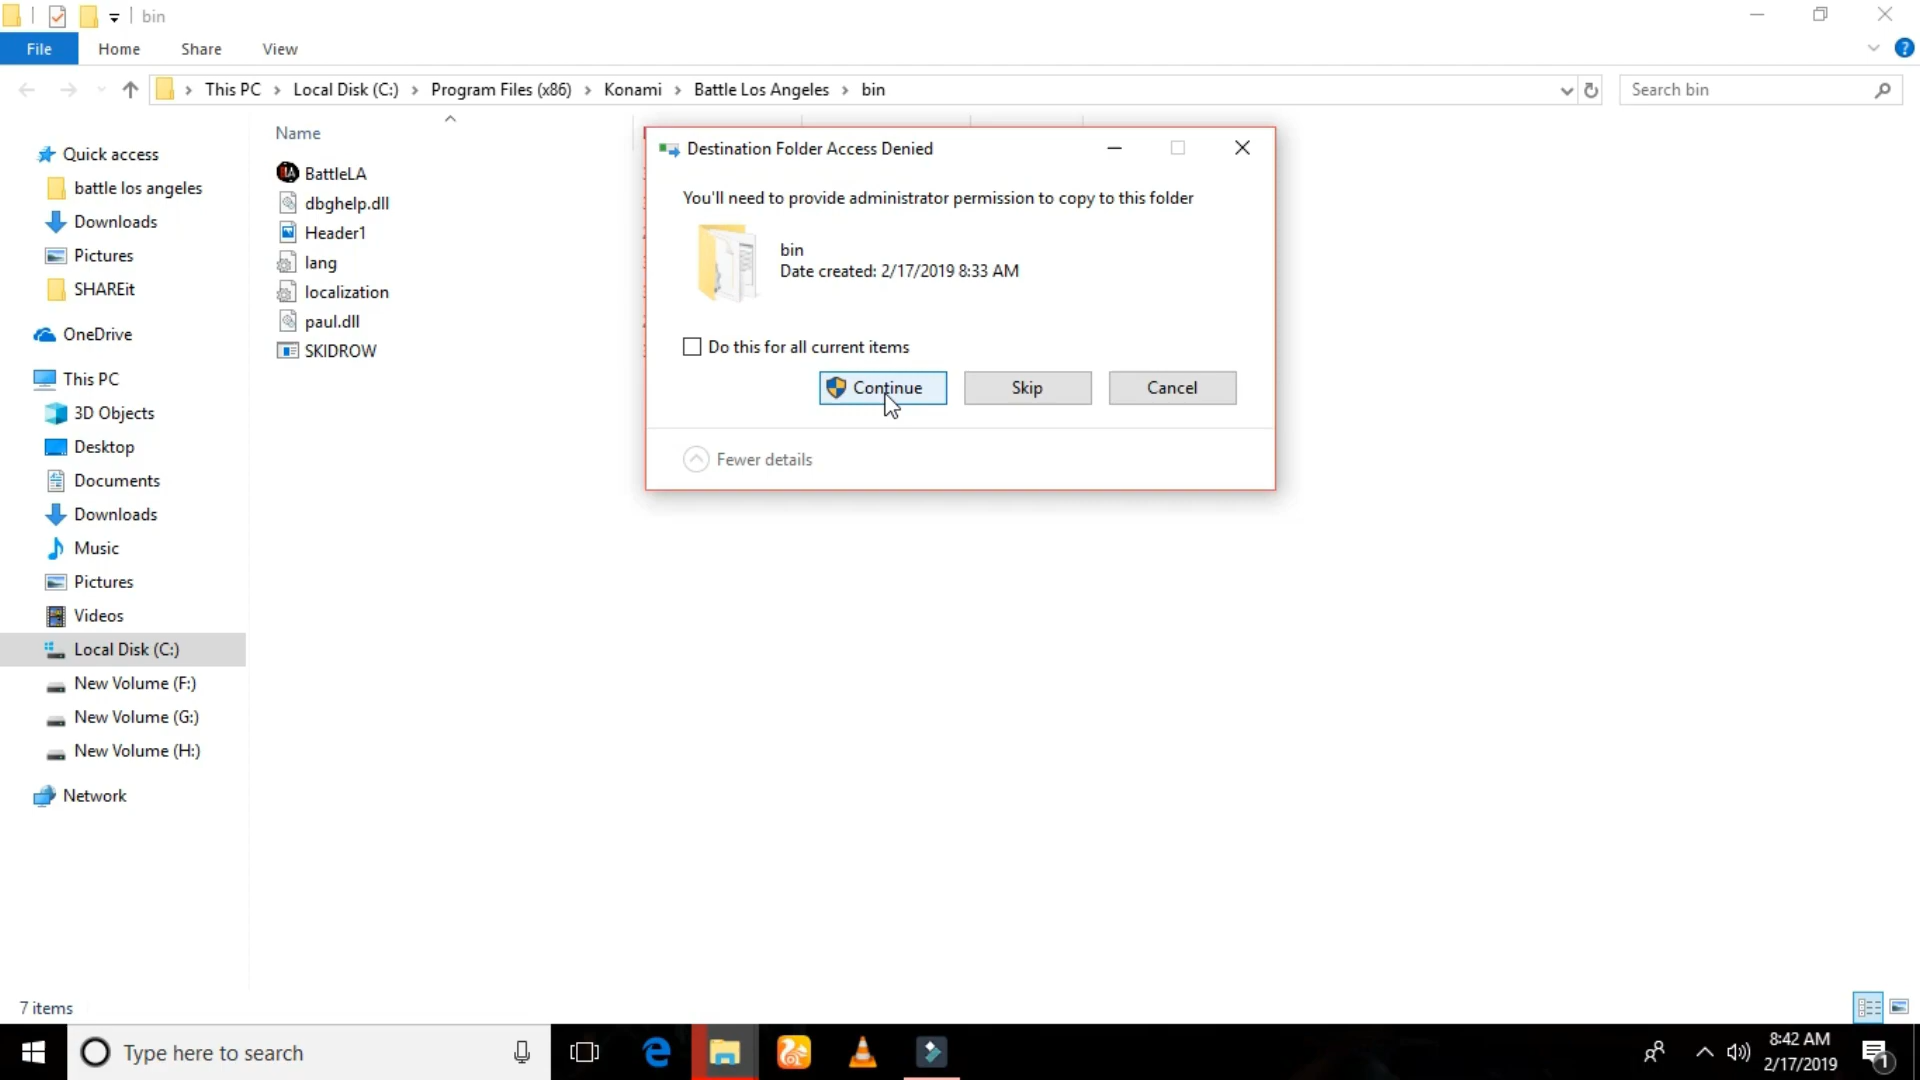 bin
File Home Share View
This PC Local Disk (C:) Program Files (x86) Konami Battle Los Angeles bin
Search bin
Quick access
battle los angeles
Downloads
Pictures
SHAREit
OneDrive
This PC
3D Objects
Desktop
Documents
Downloads
Music
Pictures
Videos
Local Disk (C:)
New Volume (F:)
New Volume (G:)
New Volume (H:)
Network
Name
BattleLA
dbghelp.dll
Header1
lang
localization
paul.dll
SKIDROW
Destination Folder Access Denied
You'll need to provide administrator permission to copy to this folder
bin
Date created: 2/17/2019 8:33 AM
Do this for all current items
Continue Skip Cancel
Fewer details
7 items
Type here to search
8:42 AM
2/17/2019
1